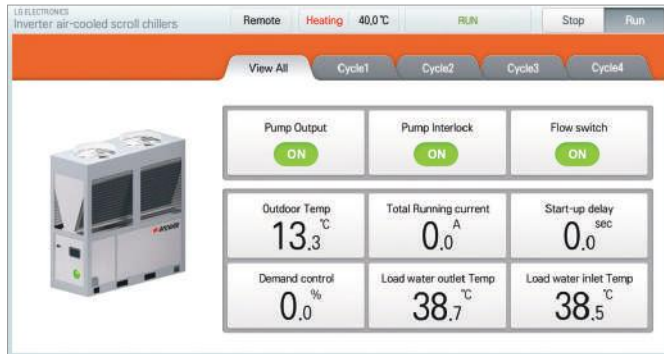 LG ELECTRONICS
Inverter air-cooled scroll chillers
Remote Heating 40,0 ℃ RUN Stop Run
View All Cycle1 Cycle2 Cycle3 Cycle4
Pump Output Pump Interlock Flow switch
ON ON ON
Outdoor Temp Total Running current Start-up delay
13.3 ℃ 0.0 A 0.0 sec
Demand control Load water outlet Temp Load water inlet Temp
0.0 % 38.7 ℃ 38.5 ℃